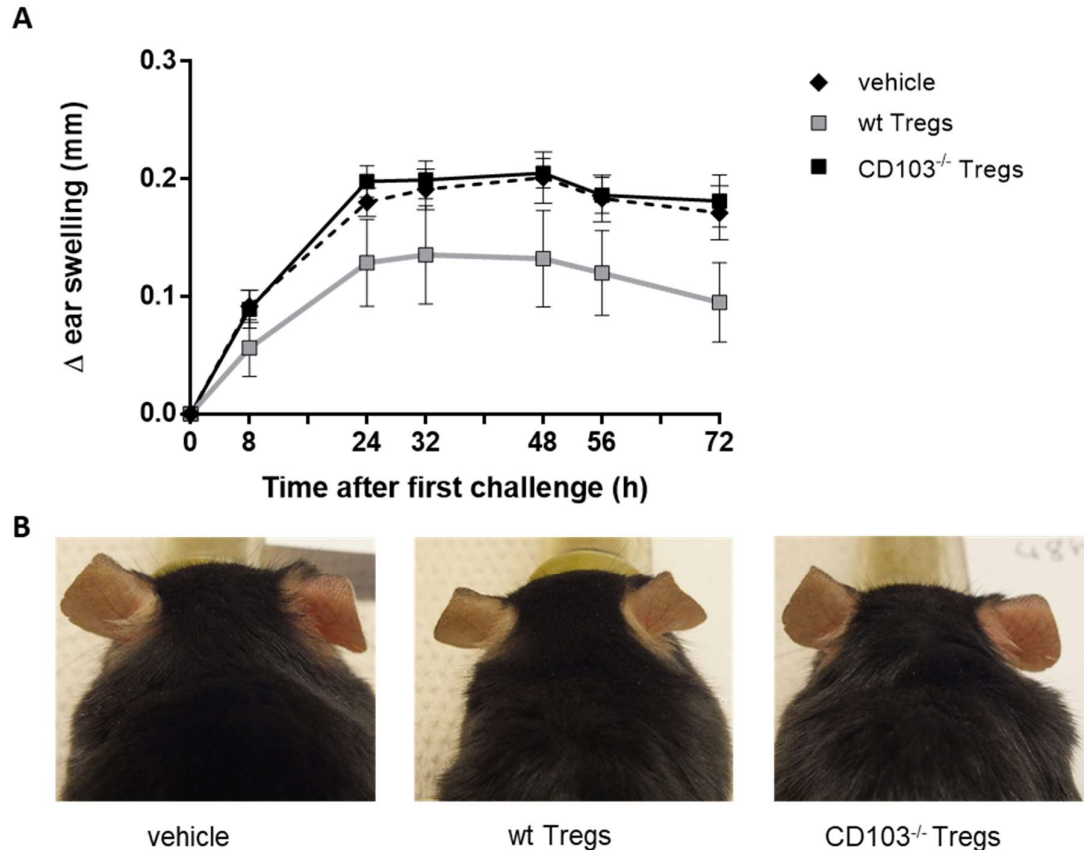 A
0.3
0.2
0.1
0.0
Δ ear swelling (mm)
0 8 24 32 48 56 72
Time after first challenge (h)
vehicle
wt Tregs
CD103-/- Tregs
B
vehicle
wt Tregs
CD103-/- Tregs